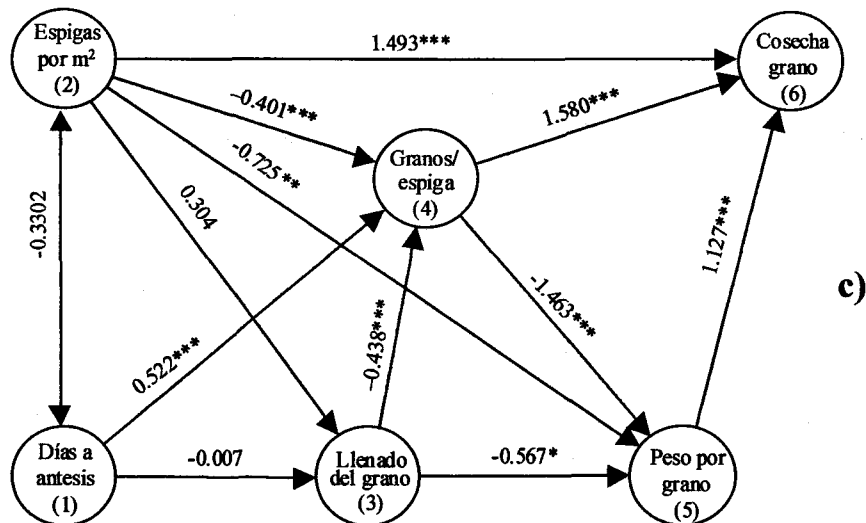 Espigas
por m²
(2)
1.493***
Cosecha
grano
(6)
-0.401***
1.580***
-0.725**
Granos/
espiga
(4)
-0.3302
0.304
1.127***
c)
-1.463***
0.522***
-0.438***
Días a
antesis
(1)
-0.007
Llenado
del grano
(3)
-0.567*
Peso por
grano
(5)